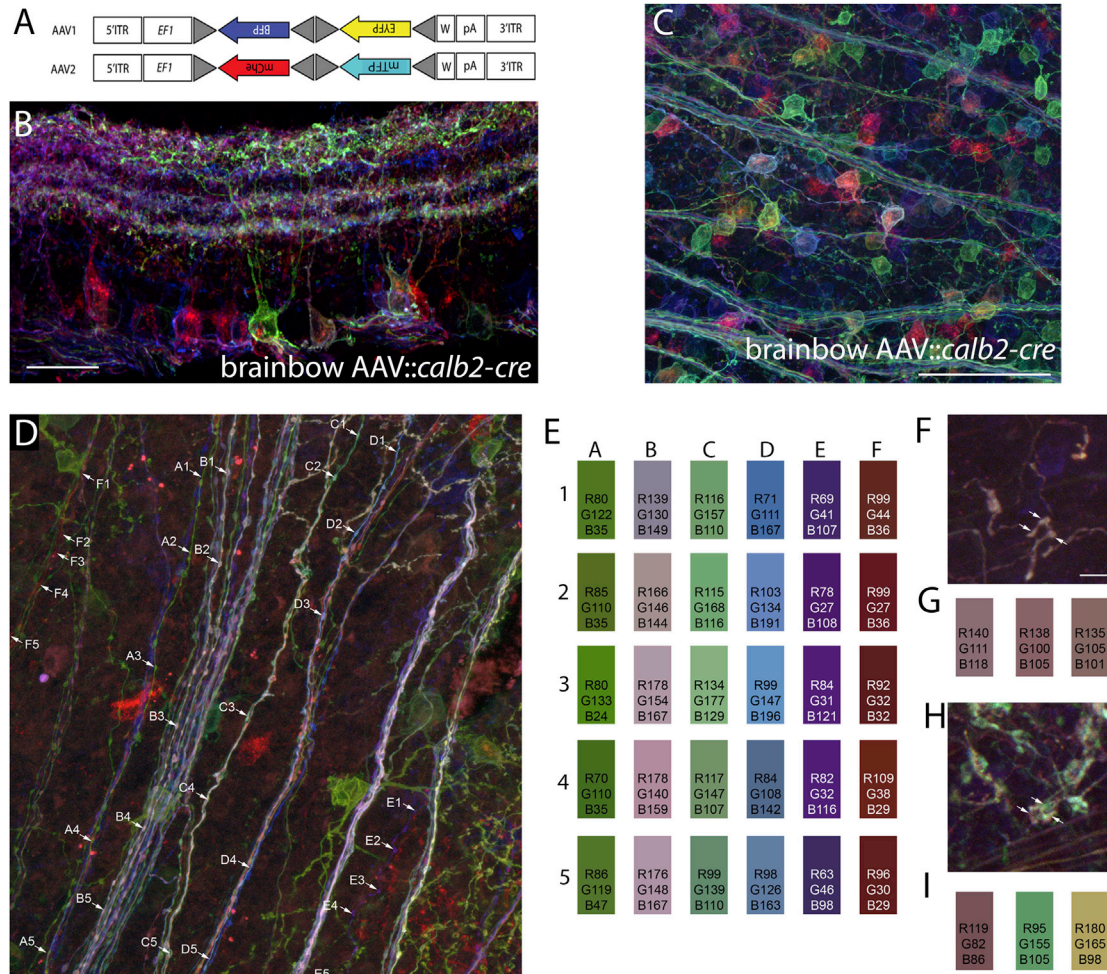 A
AAV1 5'ITR EF1 BFP EYFP W pA 3'ITR
AAV2 5'ITR EF1 mChe mTFP W pA 3'ITR
B
brainbow AAV::calb2-cre
C
brainbow AAV::calb2-cre
D
C1
D1
B1
A1
C2
F1
D2
F2
A2
B2
F3
F4
D3
F5
A3
C3
B3
C4
E1
B4
A4
E2
D4
E3
B5
E4
A5
C5
D5
E5
E
A B C D E F
1
R80 R139 R116 R71 R69 R99
G122 G130 G157 G111 G41 G44
B35 B149 B110 B167 B107 B36
2
R85 R166 R115 R103 R78 R99
G110 G146 G168 G134 G27 G27
B35 B144 B116 B191 B108 B36
3
R80 R178 R134 R99 R84 R92
G133 G154 G177 G147 G31 G32
B24 B167 B129 B196 B121 B32
4
R70 R178 R117 R84 R82 R109
G110 G140 G147 G108 G32 G38
B35 B159 B107 B142 B116 B29
5
R86 R176 R99 R98 R63 R96
G119 G148 G139 G126 G46 G30
B47 B167 B110 B163 B98 B29
F
G
R140 R138 R135
G111 G100 G105
B118 B105 B101
H
I
R119 R95 R180
G82 G155 G165
B86 B105 B98